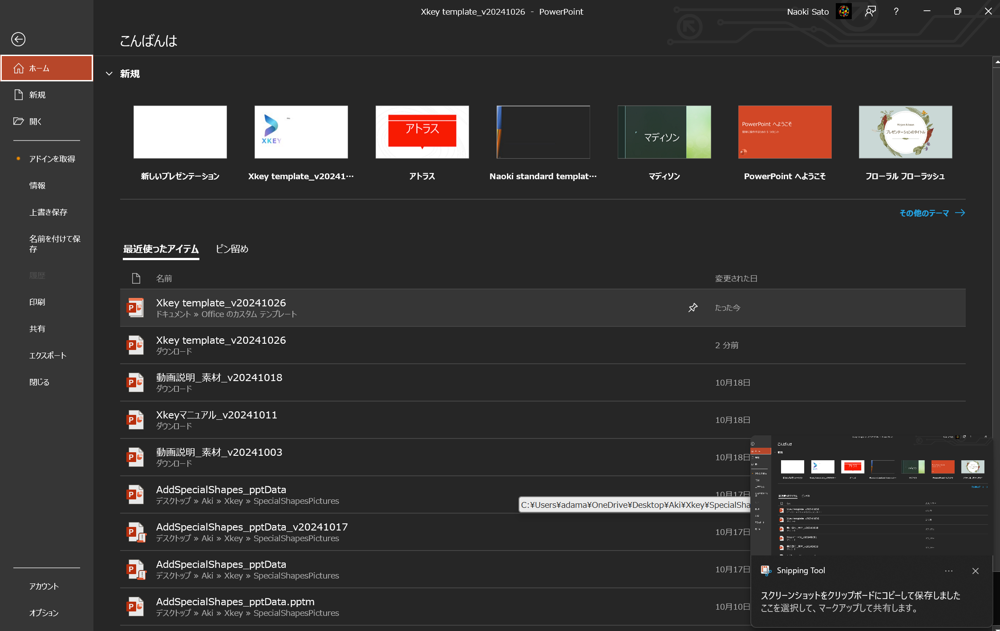 Xkey template_v20241026 - PowerPoint
Naoki Sato
?
こんばんは
ホーム
新規
開く
アドインを取得
情報
上書き保存
名前を付けて保
存
履歴
印刷
共有
エクスポート
閉じる
アカウント
オプション
新規
XKEY
アトラス
マディソン
PowerPoint へようこそ
簡単に操作するための 5 つのヒント
Mirjam Nilsson
プレゼンテーションのタイトル
新しいプレゼンテーション
Xkey template_v20241…
アトラス
Naoki standard templat…
マディソン
PowerPoint へようこそ
フローラル フローラッシュ
その他のテーマ
最近使ったアイテム
ピン留め
名前
変更された日
Xkey template_v20241026
ドキュメント » Office のカスタム テンプレート
たった今
Xkey template_v20241026
ダウンロード
2 分前
動画説明_素材_v20241018
ダウンロード
10月18日
Xkeyマニュアル_v20241011
ダウンロード
10月18日
動画説明_素材_v20241003
ダウンロード
10月18日
AddSpecialShapes_pptData
デスクトップ » Aki » Xkey » SpecialShapesPictures
10月17日
C:¥Users¥adama¥OneDrive¥Desktop¥Aki¥Xkey¥SpecialSha
AddSpecialShapes_pptData_v20241017
デスクトップ » Aki » Xkey » SpecialShapesPictures
10月17日
AddSpecialShapes_pptData
デスクトップ » Aki » Xkey » SpecialShapesPictures
10月17日
AddSpecialShapes_pptData.pptm
デスクトップ » Aki » Xkey » SpecialShapesPictures
10月10日
Snipping Tool
スクリーンショットをクリップボードにコピーして保存しました
ここを選択して、マークアップして共有します。